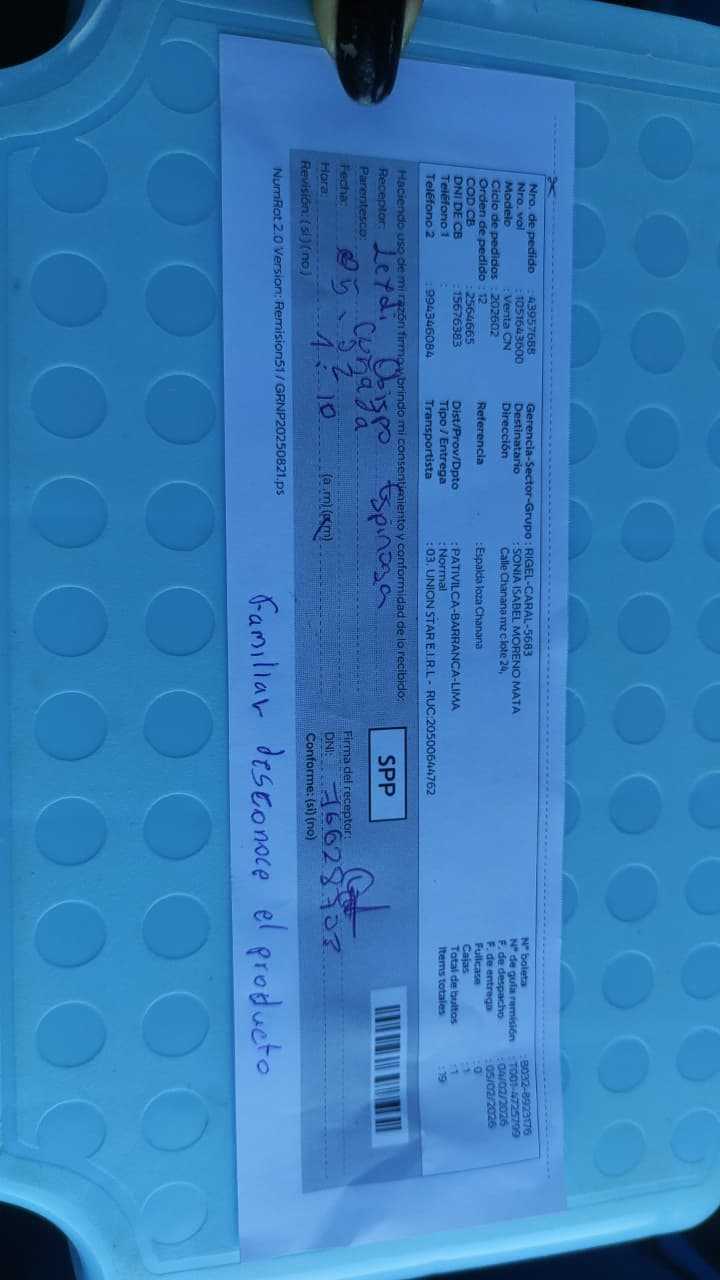 Nro. de pedido : 43957688
Nro. vol : 1051643600
Modelo : Venta CN
Ciclo de pedidos : 202602
Orden de pedido : 12
COD CB : 2564665
DNI DE CB : 15676383
Teléfono 1 :
Teléfono 2 : 994346084
Gerencia-Sector-Grupo : RIGEL-CARAL-5683
Destinatario : SONIA ISABEL MORENO MATA
Dirección Calle Chanana mz c lote 24,
Referencia : Espalda loza Chanana
Dist/Prov/Dpto : PATIVILCA-BARRANCA-LIMA
Tipo / Entrega : Normal
Transportista : 03. UNION STAR E.I.R.L - RUC:20500644762
N° boleta : B032-8923176
N° de guía remisión : T001-4725799
F. de despacho : 04/02/2026
F. de entrega : 05/02/2026
Fullcase : 0
Cajas : 1
Total de bultos : 1
Items totales : 19
Haciendo uso de mi razón firmo y brindo mi consentimiento y conformidad de lo recibido:
Receptor: Leydi Obispo Espinoza
Parentesco: cuñada
Fecha: 05.02
Hora: 1:10 (a.m) (p.m)
Revisión: (si) (no)
SPP
Firma del receptor:
DNI:
Conforme: (si) (no)
NumRot 2.0 Version: Remision51 / GRNP20250821.ps
Familiar desconoce el producto